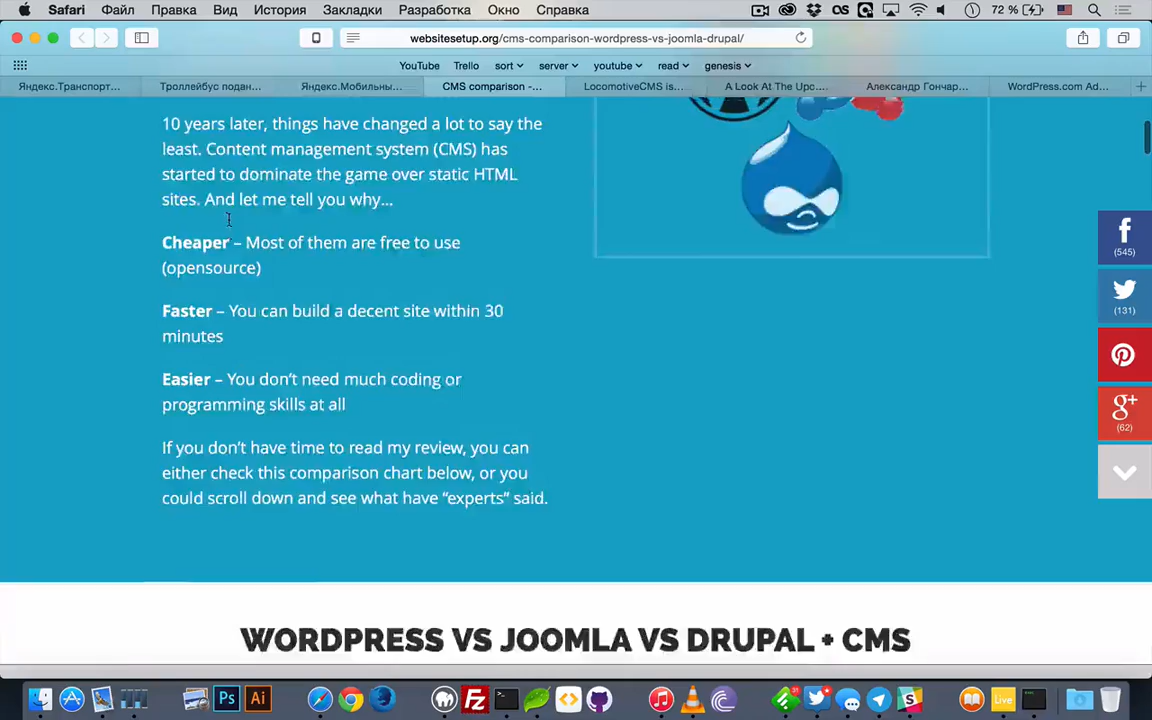 Safari Файл Правка Вид История Закладки Разработка Окно Справка 72 %
websitesetup.org/cms-comparison-wordpress-vs-joomla-drupal/
YouTube Trello sort server youtube read genesis
Яндекс.Транспорт... Троллейбус подан... Яндекс.Мобильны... CMS comparison -... LocomotiveCMS is... A Look At The Upc... Александр Гончар... WordPress.com Ad...
10 years later, things have changed a lot to say the
least. Content management system (CMS) has
started to dominate the game over static HTML
sites. And let me tell you why...
Cheaper – Most of them are free to use
(opensource)
Faster – You can build a decent site within 30
minutes
Easier – You don't need much coding or
programming skills at all
If you don't have time to read my review, you can
either check this comparison chart below, or you
could scroll down and see what have "experts" said.
(545)
(131)
(62)
WORDPRESS VS JOOMLA VS DRUPAL + CMS
Ps Ai Fz Live